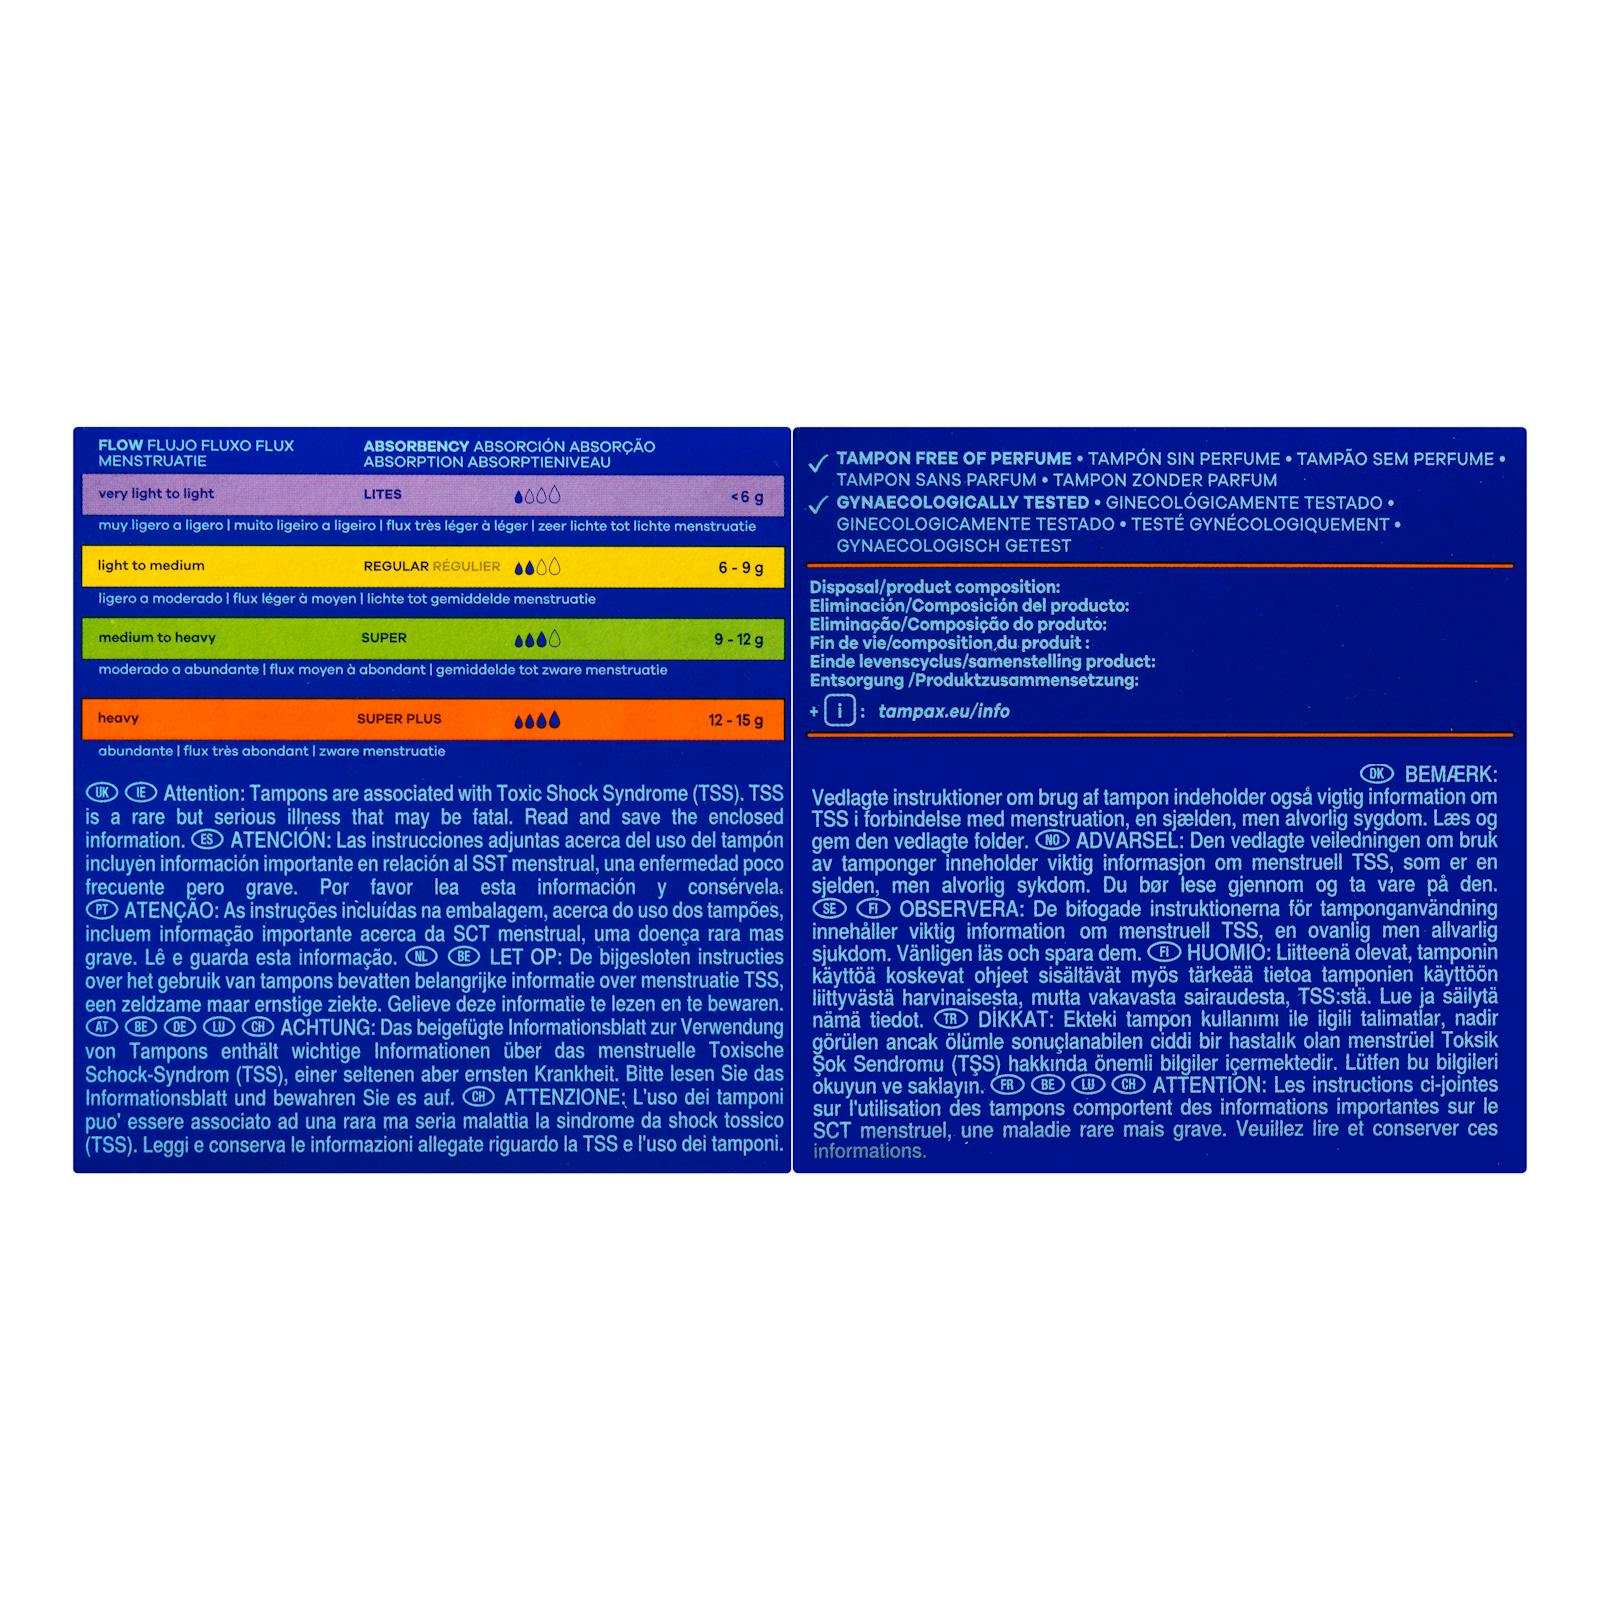 FLOW FLUJO FLUXO FLUX
MENSTRUATIE
ABSORBENCY ABSORCIÓN ABSORÇÃO
ABSORPTION ABSORPTIENIVEAU
very light to light LITES <6 g
muy ligero a ligero | muito ligeiro a ligeiro | flux très léger à léger | zeer lichte tot lichte menstruatie
light to medium REGULAR RÉGULIER 6 - 9 g
ligero a moderado | flux léger à moyen | lichte tot gemiddelde menstruatie
medium to heavy SUPER 9 - 12 g
moderado a abundante | flux moyen à abondant | gemiddelde tot zware menstruatie
heavy SUPER PLUS 12 - 15 g
abundante | flux très abondant | zware menstruatie
UK IE Attention: Tampons are associated with Toxic Shock Syndrome (TSS). TSS
is a rare but serious illness that may be fatal. Read and save the enclosed
information. ES ATENCIÓN: Las instrucciones adjuntas acerca del uso del tampón
incluyen información importante en relación al SST menstrual, una enfermedad poco
frecuente pero grave. Por favor lea esta información y consérvela.
PT ATENÇÃO: As instruções incluídas na embalagem, acerca do uso dos tampões,
incluem informação importante acerca da SCT menstrual, uma doença rara mas
grave. Lê e guarda esta informação. NL BE LET OP: De bijgesloten instructies
over het gebruik van tampons bevatten belangrijke informatie over menstruatie TSS,
een zeldzame maar ernstige ziekte. Gelieve deze informatie te lezen en te bewaren.
AT BE DE LU CH ACHTUNG: Das beigefügte Informationsblatt zur Verwendung
von Tampons enthält wichtige Informationen über das menstruelle Toxische
Schock-Syndrom (TSS), einer seltenen aber ernsten Krankheit. Bitte lesen Sie das
Informationsblatt und bewahren Sie es auf. CH ATTENZIONE: L'uso dei tamponi
puo' essere associato ad una rara ma seria malattia la sindrome da shock tossico
(TSS). Leggi e conserva le informazioni allegate riguardo la TSS e l'uso dei tamponi.
TAMPON FREE OF PERFUME • TAMPÓN SIN PERFUME • TAMPÃO SEM PERFUME •
TAMPON SANS PARFUM • TAMPON ZONDER PARFUM
GYNAECOLOGICALLY TESTED • GINECOLÓGICAMENTE TESTADO •
GINECOLOGICAMENTE TESTADO • TESTÉ GYNÉCOLOGIQUEMENT •
GYNAECOLOGISCH GETEST
Disposal/product composition:
Eliminación/Composición del producto:
Eliminação/Composição do produto:
Fin de vie/composition du produit :
Einde levenscyclus/samenstelling product:
Entsorgung /Produktzusammensetzung:
+ i : tampax.eu/info
DK BEMÆRK:
Vedlagte instruktioner om brug af tampon indeholder også vigtig information om
TSS i forbindelse med menstruation, en sjælden, men alvorlig sygdom. Læs og
gem den vedlagte folder. NO ADVARSEL: Den vedlagte veiledningen om bruk
av tamponger inneholder viktig informasjon om menstruell TSS, som er en
sjelden, men alvorlig sykdom. Du bør lese gjennom og ta vare på den.
SE FI OBSERVERA: De bifogade instruktionerna för tamponganvändning
innehåller viktig information om menstruell TSS, en ovanlig men allvarlig
sjukdom. Vänligen läs och spara dem. FI HUOMIO: Liitteenä olevat, tamponin
käyttöä koskevat ohjeet sisältävät myös tärkeää tietoa tamponien käyttöön
liittyvästä harvinaisesta, mutta vakavasta sairaudesta, TSS:stä. Lue ja säilytä
nämä tiedot. TR DİKKAT: Ekteki tampon kullanımı ile ilgili talimatlar, nadir
görülen ancak ölümle sonuçlanabilen ciddi bir hastalık olan menstrüel Toksik
Şok Sendromu (TŞS) hakkında önemli bilgiler içermektedir. Lütfen bu bilgileri
okuyun ve saklayın. FR BE LU CH ATTENTION: Les instructions ci-jointes
sur l'utilisation des tampons comportent des informations importantes sur le
SCT menstruel, une maladie rare mais grave. Veuillez lire et conserver ces
informations.